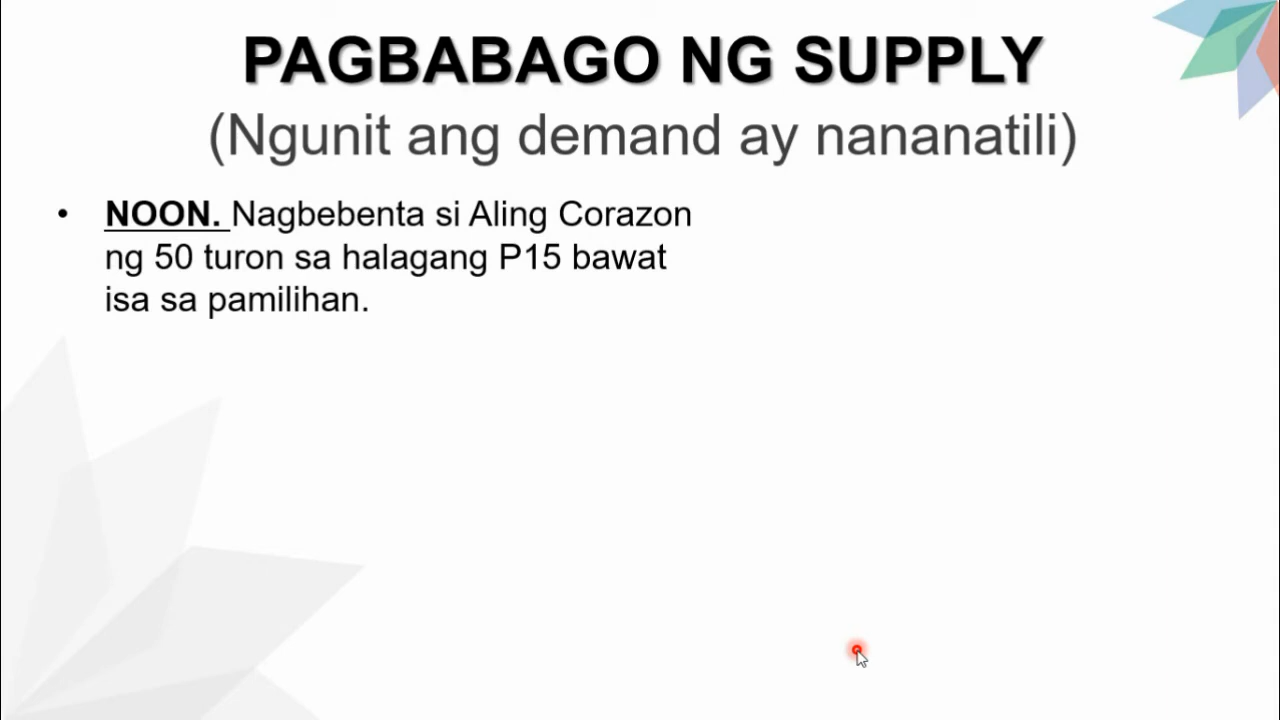 PAGBABAGO NG SUPPLY
(Ngunit ang demand ay nananatili)
• NOON. Nagbebenta si Aling Corazon
ng 50 turon sa halagang P15 bawat
isa sa pamilihan.